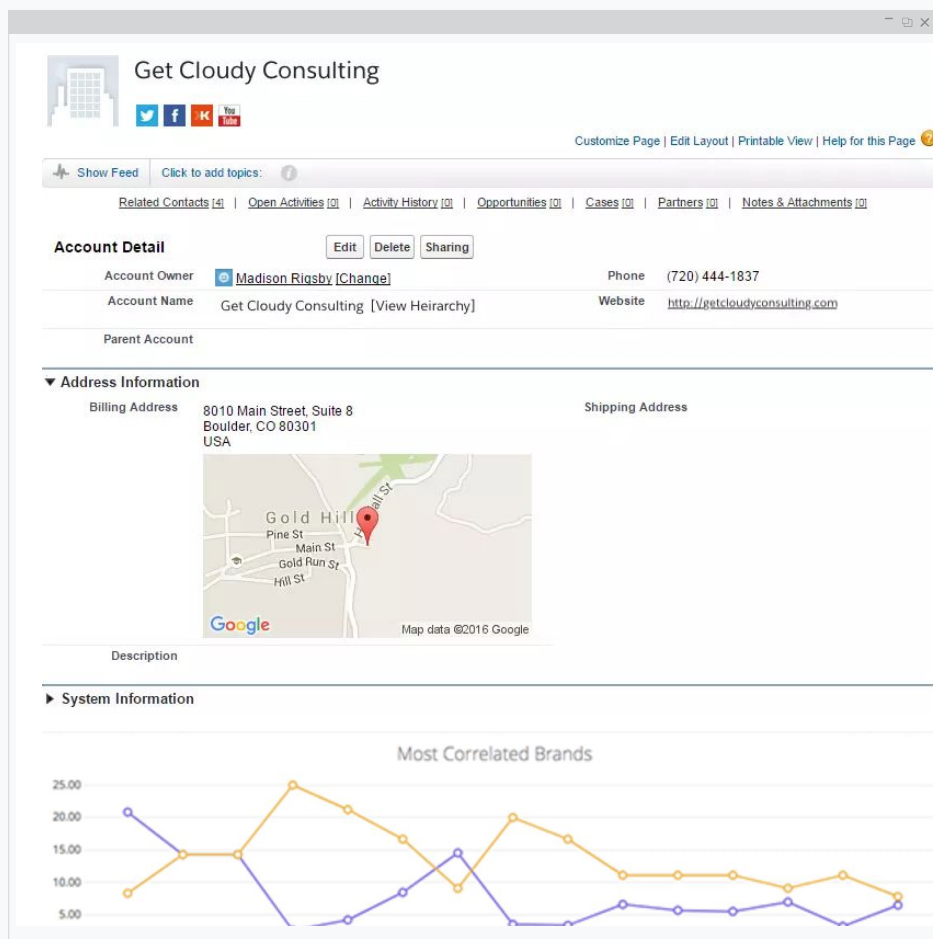 Get Cloudy Consulting
f K You Tube
Customize Page | Edit Layout | Printable View | Help for this Page ?
Show Feed Click to add topics: i
Related Contacts [4] | Open Activities [0] | Activity History [0] | Opportunities [0] | Cases [0] | Partners [0] | Notes & Attachments [0]
Account Detail Edit Delete Sharing
Account Owner Madison Rigsby [Change] Phone (720) 444-1837
Account Name Get Cloudy Consulting [View Heirarchy] Website http://getcloudyconsulting.com
Parent Account
Address Information
Billing Address 8010 Main Street, Suite 8 Shipping Address
Boulder, CO 80301
USA
Gold Hill
Pine St
Main St
Gold Run St
Hill St
Google Map data ©2016 Google
Description
System Information
Most Correlated Brands
25.00
20.00
15.00
10.00
5.00